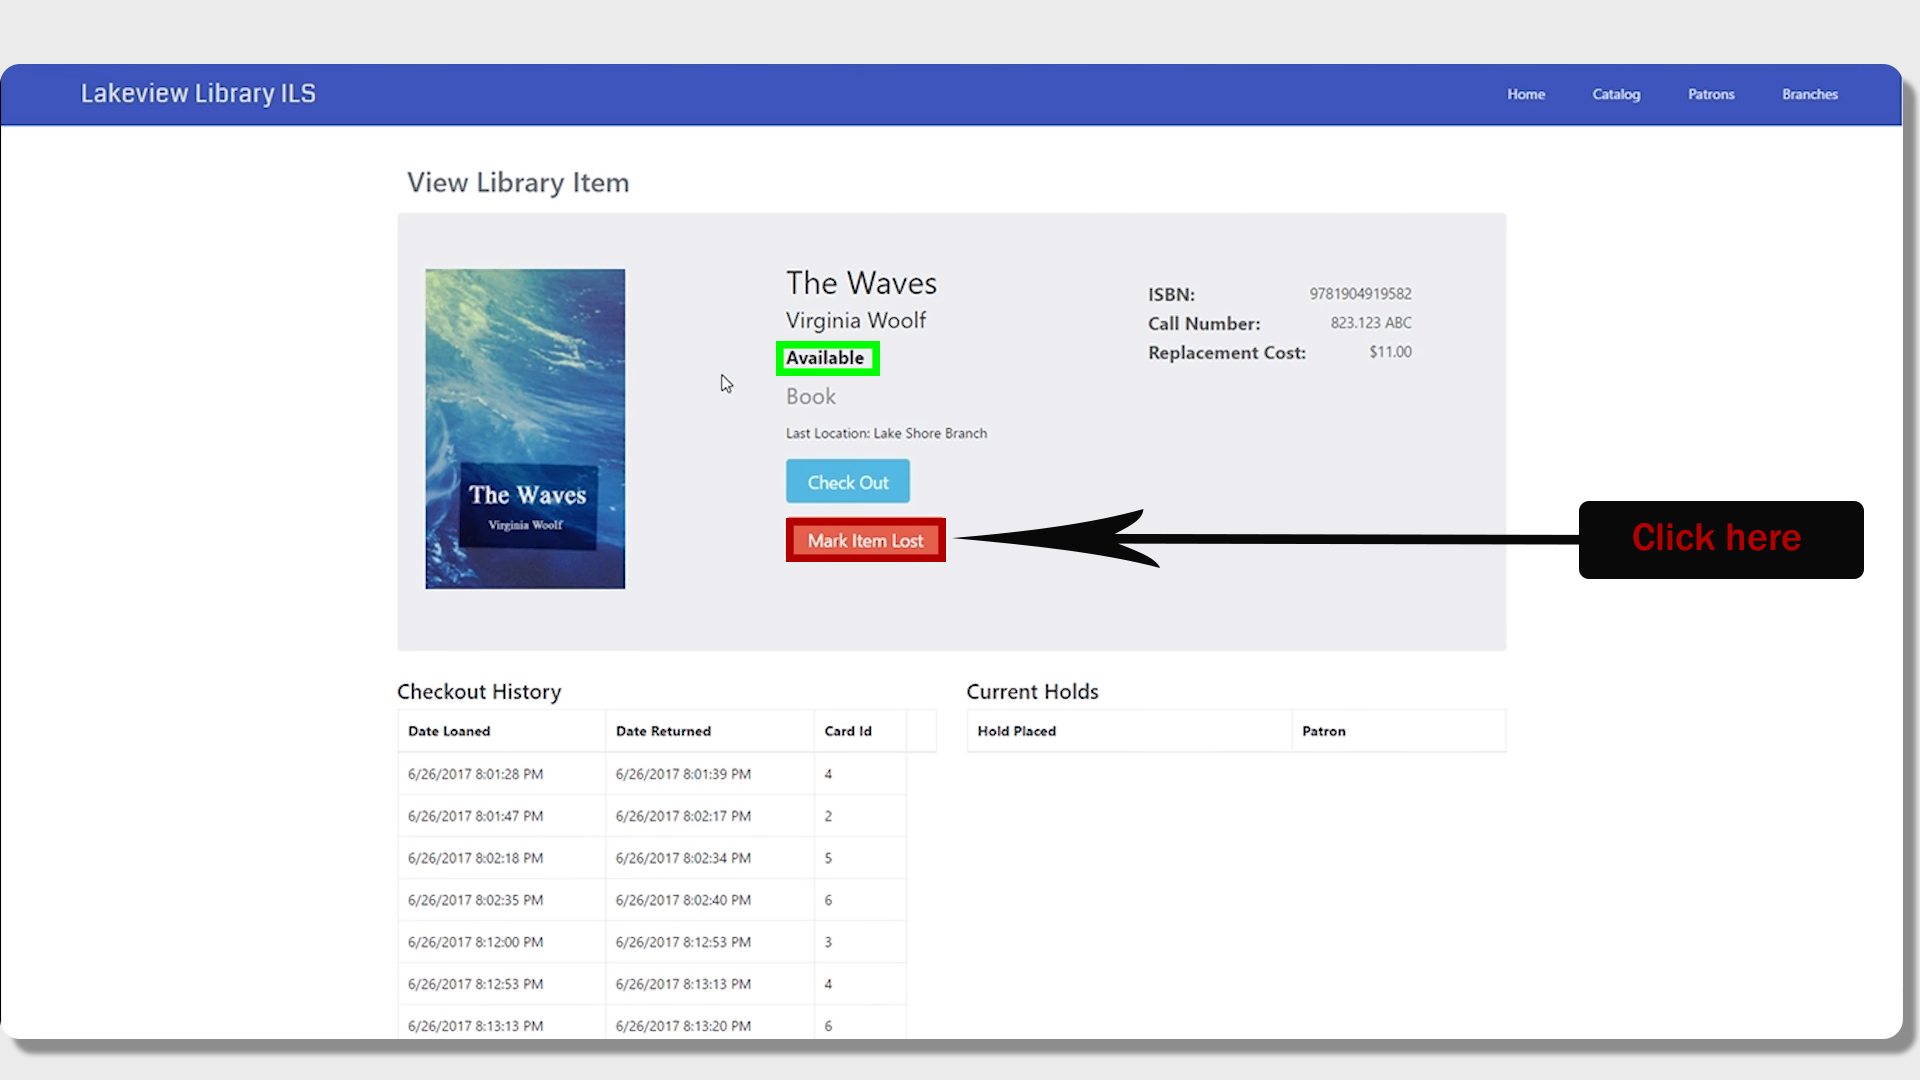 Lakeview Library ILS
Home Catalog Patrons Branches
View Library Item
The Waves
Virginia Woolf
The Waves
Virginia Woolf
Available
Book
Last Location: Lake Shore Branch
Check Out
Mark Item Lost
ISBN: 9781904919582
Call Number: 823.123 ABC
Replacement Cost: $11.00
Click here
Checkout History
Date Loaned Date Returned Card Id
6/26/2017 8:01:28 PM 6/26/2017 8:01:39 PM 4
6/26/2017 8:01:47 PM 6/26/2017 8:02:17 PM 2
6/26/2017 8:02:18 PM 6/26/2017 8:02:34 PM 5
6/26/2017 8:02:35 PM 6/26/2017 8:02:40 PM 6
6/26/2017 8:12:00 PM 6/26/2017 8:12:53 PM 3
6/26/2017 8:12:53 PM 6/26/2017 8:13:13 PM 4
6/26/2017 8:13:13 PM 6/26/2017 8:13:20 PM 6
Current Holds
Hold Placed Patron